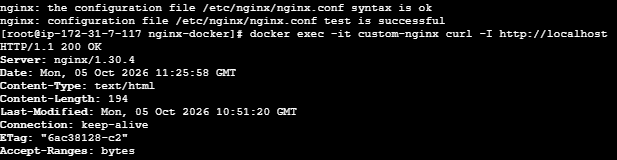 nginx: the configuration file /etc/nginx/nginx.conf syntax is ok
nginx: configuration file /etc/nginx/nginx.conf test is successful
[root@ip-172-31-7-117 nginx-docker]# docker exec -it custom-nginx curl -I http://localhost
HTTP/1.1 200 OK
Server: nginx/1.30.4
Date: Mon, 05 Oct 2026 11:25:58 GMT
Content-Type: text/html
Content-Length: 194
Last-Modified: Mon, 05 Oct 2026 10:51:20 GMT
Connection: keep-alive
ETag: "6ac38128-c2"
Accept-Ranges: bytes